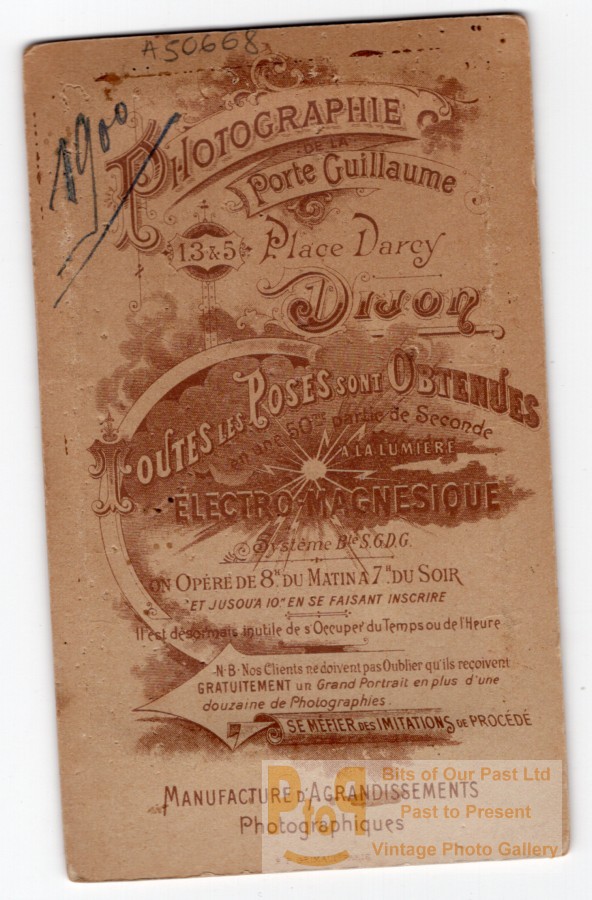 A50668
1900
PHOTOGRAPHIE
DE LA
Porte Guillaume
1.3 & 5 Place Darcy
Dijon
TOUTES LES POSES SONT OBTENUES
en une 50me partie de Seconde
A LA LUMIÈRE
ÉLECTRO-MAGNESIQUE
Système Bté S.G.D.G.
ON OPÉRE DE 8H DU MATIN A 7H DU SOIR
ET JUSQU'A 10H EN SE FAISANT INSCRIRE
Il est désormais inutile de s'Occuper du Temps ou de l'Heure
N.B. Nos Clients ne doivent pas Oublier qu'ils reçoivent
GRATUITEMENT un Grand Portrait en plus d'une
douzaine de Photographies.
SE MÉFIER DES IMITATIONS DE PROCÉDÉ
MANUFACTURE D'AGRANDISSEMENTS
Photographiques
PtoP
Bits of Our Past Ltd
Past to Present
Vintage Photo Gallery